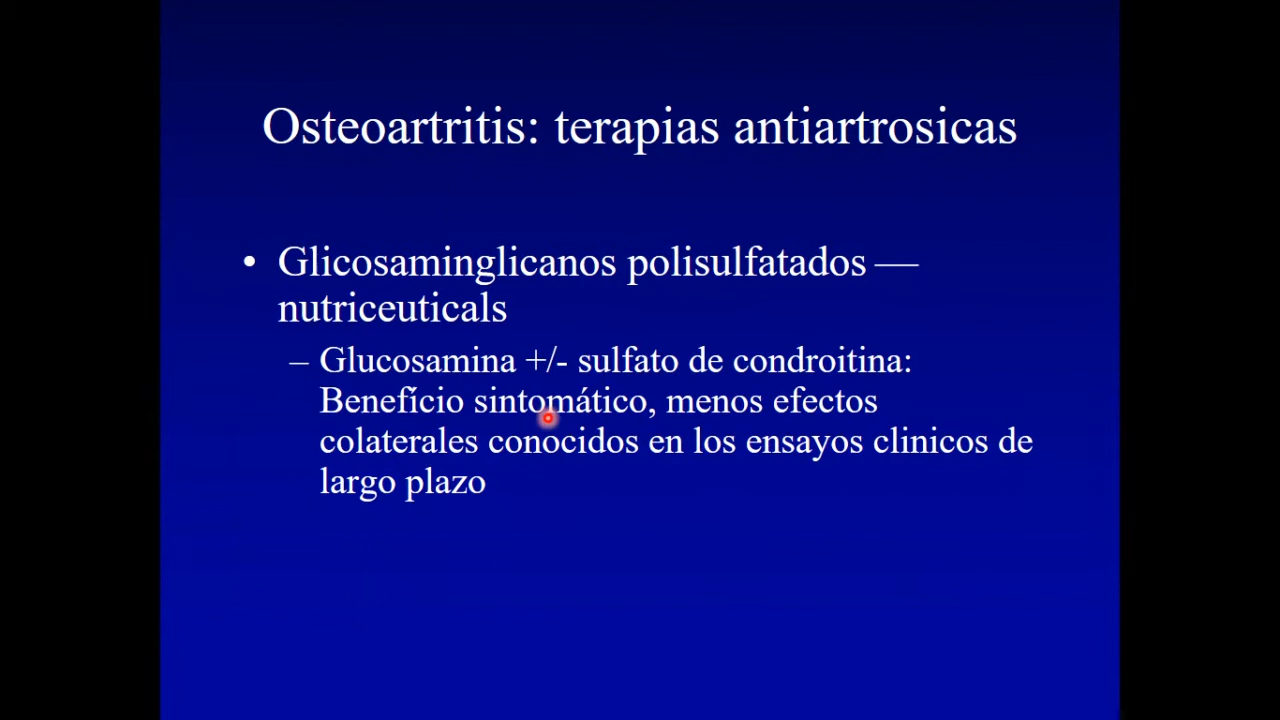 Osteoartritis: terapias antiartrosicas
• Glicosaminglicanos polisulfatados —
nutriceuticals
– Glucosamina +/- sulfato de condroitina:
Benefício sintomático, menos efectos
colaterales conocidos en los ensayos clinicos de
largo plazo